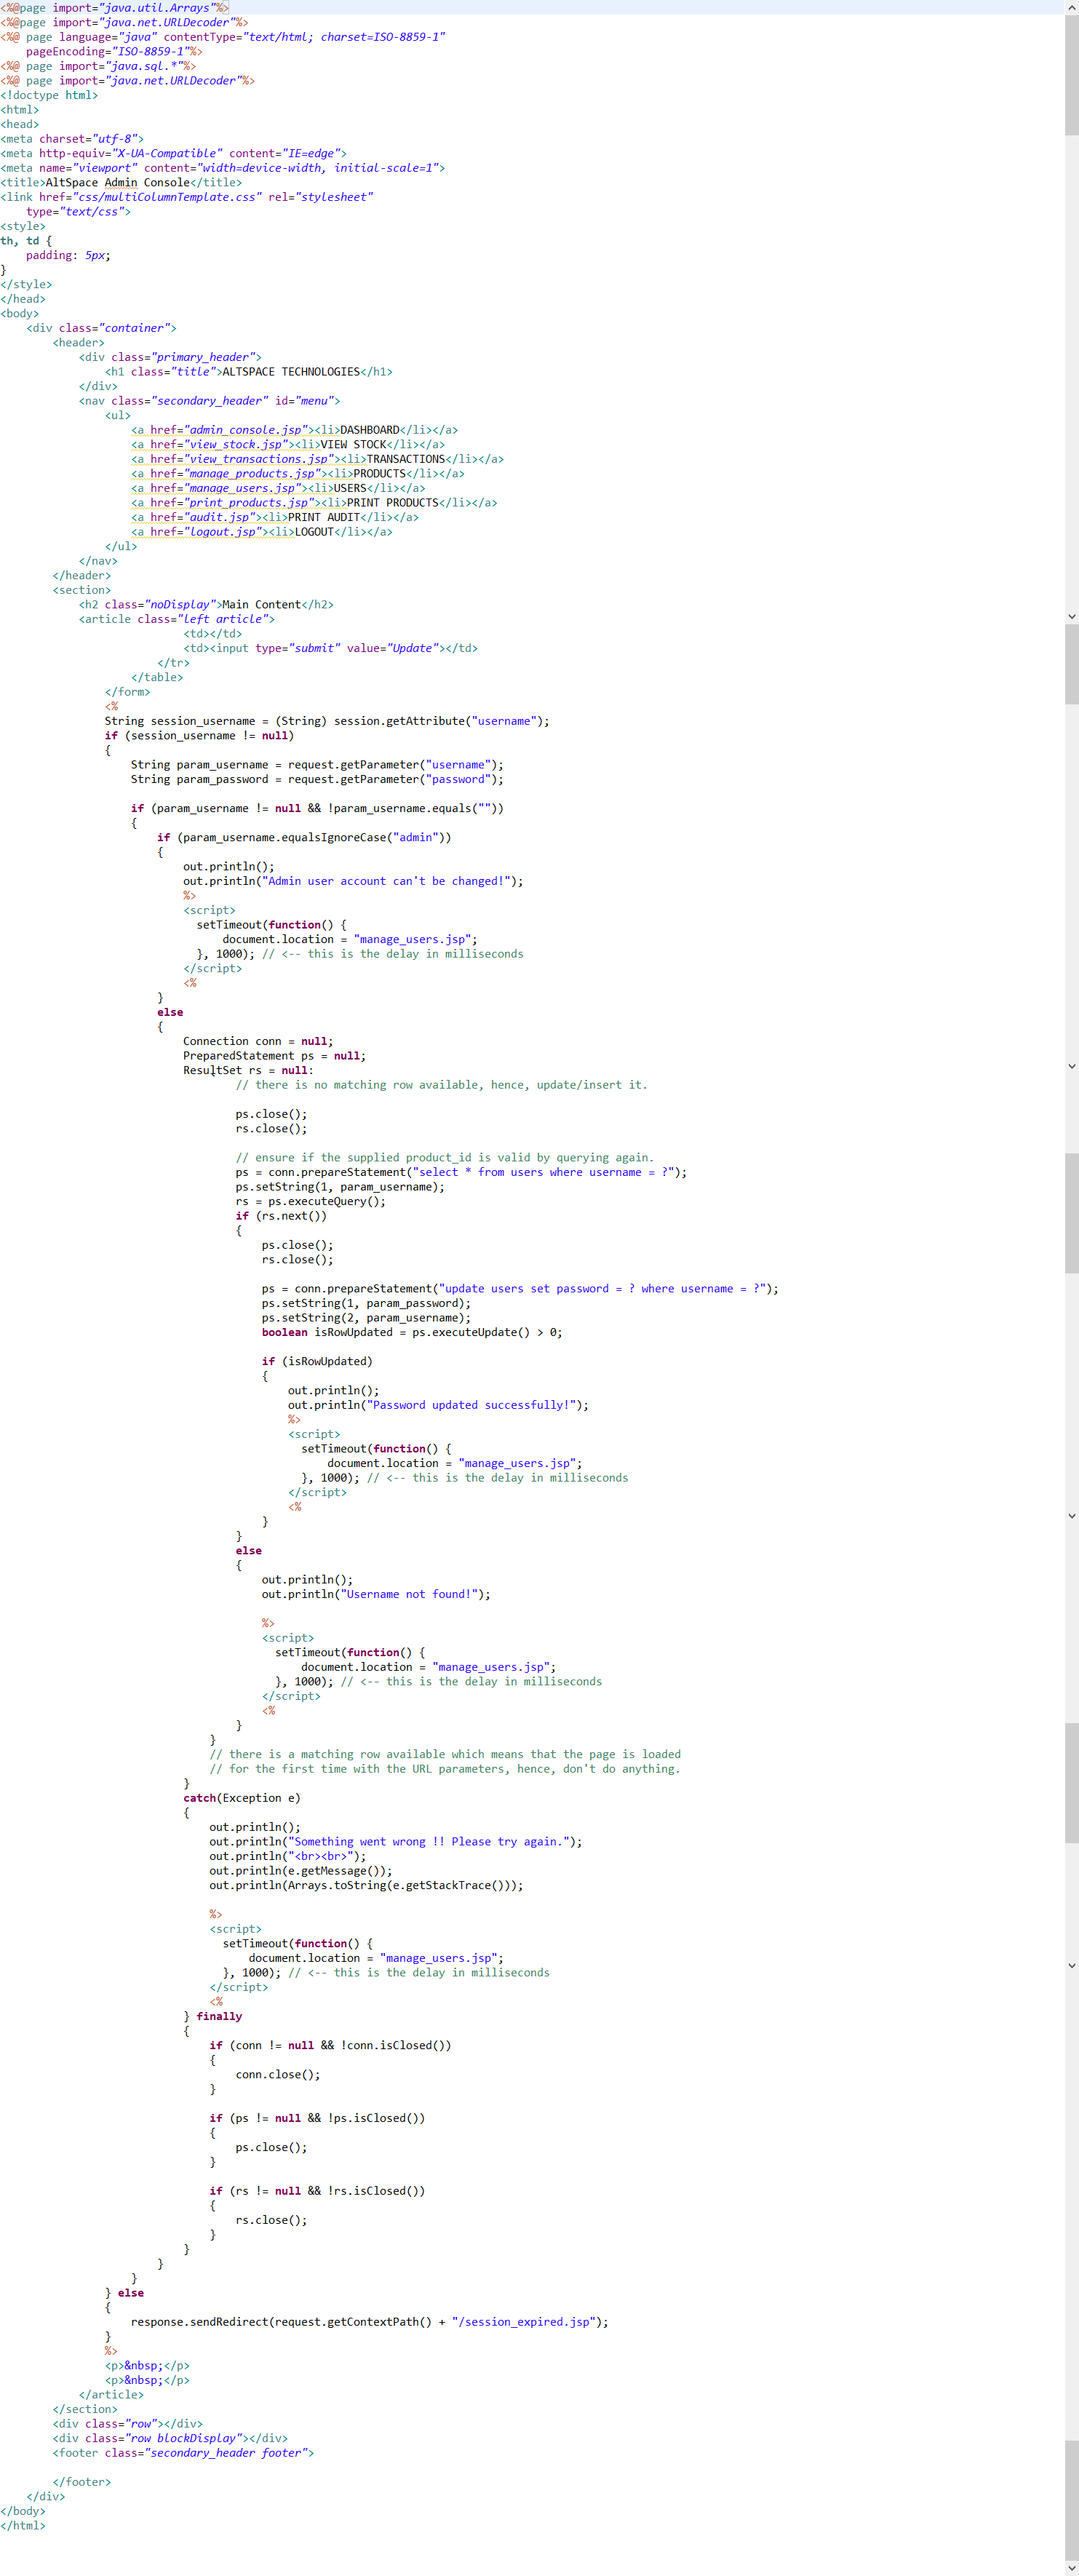 <%@page import="java.util.Arrays"%>
<%@page import="java.net.URLDecoder"%>
<%@ page language="java" contentType="text/html; charset=ISO-8859-1"
    pageEncoding="ISO-8859-1"%>
<%@ page import="java.sql.*"%>
<%@ page import="java.net.URLDecoder"%>
<!doctype html>
<html>
<head>
<meta charset="utf-8">
<meta http-equiv="X-UA-Compatible" content="IE=edge">
<meta name="viewport" content="width=device-width, initial-scale=1">
<title>AltSpace Admin Console</title>
<link href="css/multiColumnTemplate.css" rel="stylesheet"
    type="text/css">
<style>
th, td {
    padding: 5px;
}
</style>
</head>
<body>
    <div class="container">
        <header>
            <div class="primary_header">
                <h1 class="title">ALTSPACE TECHNOLOGIES</h1>
            </div>
            <nav class="secondary_header" id="menu">
                <ul>
                    <a href="admin_console.jsp"><li>DASHBOARD</li></a>
                    <a href="view_stock.jsp"><li>VIEW STOCK</li></a>
                    <a href="view_transactions.jsp"><li>TRANSACTIONS</li></a>
                    <a href="manage_products.jsp"><li>PRODUCTS</li></a>
                    <a href="manage_users.jsp"><li>USERS</li></a>
                    <a href="print_products.jsp"><li>PRINT PRODUCTS</li></a>
                    <a href="audit.jsp"><li>PRINT AUDIT</li></a>
                    <a href="logout.jsp"><li>LOGOUT</li></a>
                </ul>
            </nav>
        </header>
        <section>
            <h2 class="noDisplay">Main Content</h2>
            <article class="left article">
                            <td></td>
                            <td><input type="submit" value="Update"></td>
                        </tr>
                    </table>
                </form>
                <%
                String session_username = (String) session.getAttribute("username");
                if (session_username != null)
                {
                    String param_username = request.getParameter("username");
                    String param_password = request.getParameter("password");

                    if (param_username != null && !param_username.equals(""))
                    {
                        if (param_username.equalsIgnoreCase("admin"))
                        {
                            out.println();
                            out.println("Admin user account can't be changed!");
                            %>
                            <script>
                              setTimeout(function() {
                                  document.location = "manage_users.jsp";
                              }, 1000); // <-- this is the delay in milliseconds
                            </script>
                            <%
                        }
                        else
                        {
                            Connection conn = null;
                            PreparedStatement ps = null;
                            ResultSet rs = null:
                                    // there is no matching row available, hence, update/insert it.

                                    ps.close();
                                    rs.close();

                                    // ensure if the supplied product_id is valid by querying again.
                                    ps = conn.prepareStatement("select * from users where username = ?");
                                    ps.setString(1, param_username);
                                    rs = ps.executeQuery();
                                    if (rs.next())
                                    {
                                        ps.close();
                                        rs.close();

                                        ps = conn.prepareStatement("update users set password = ? where username = ?");
                                        ps.setString(1, param_password);
                                        ps.setString(2, param_username);
                                        boolean isRowUpdated = ps.executeUpdate() > 0;

                                        if (isRowUpdated)
                                        {
                                            out.println();
                                            out.println("Password updated successfully!");
                                            %>
                                            <script>
                                              setTimeout(function() {
                                                  document.location = "manage_users.jsp";
                                              }, 1000); // <-- this is the delay in milliseconds
                                            </script>
                                            <%
                                        }
                                    }
                                    else
                                    {
                                        out.println();
                                        out.println("Username not found!");

                                        %>
                                        <script>
                                          setTimeout(function() {
                                              document.location = "manage_users.jsp";
                                          }, 1000); // <-- this is the delay in milliseconds
                                        </script>
                                        <%
                                    }
                                }
                                // there is a matching row available which means that the page is loaded
                                // for the first time with the URL parameters, hence, don't do anything.
                            }
                            catch(Exception e)
                            {
                                out.println();
                                out.println("Something went wrong !! Please try again.");
                                out.println("<br><br>");
                                out.println(e.getMessage());
                                out.println(Arrays.toString(e.getStackTrace()));

                                %>
                                <script>
                                  setTimeout(function() {
                                      document.location = "manage_users.jsp";
                                  }, 1000); // <-- this is the delay in milliseconds
                                </script>
                                <%
                            } finally
                            {
                                if (conn != null && !conn.isClosed())
                                {
                                    conn.close();
                                }

                                if (ps != null && !ps.isClosed())
                                {
                                    ps.close();
                                }

                                if (rs != null && !rs.isClosed())
                                {
                                    rs.close();
                                }
                            }
                        }
                    }
                } else
                {
                    response.sendRedirect(request.getContextPath() + "/session_expired.jsp");
                }
                %>
                <p>&nbsp;</p>
                <p>&nbsp;</p>
            </article>
        </section>
        <div class="row"></div>
        <div class="row blockDisplay"></div>
        <footer class="secondary_header footer">

        </footer>
    </div>
</body>
</html>